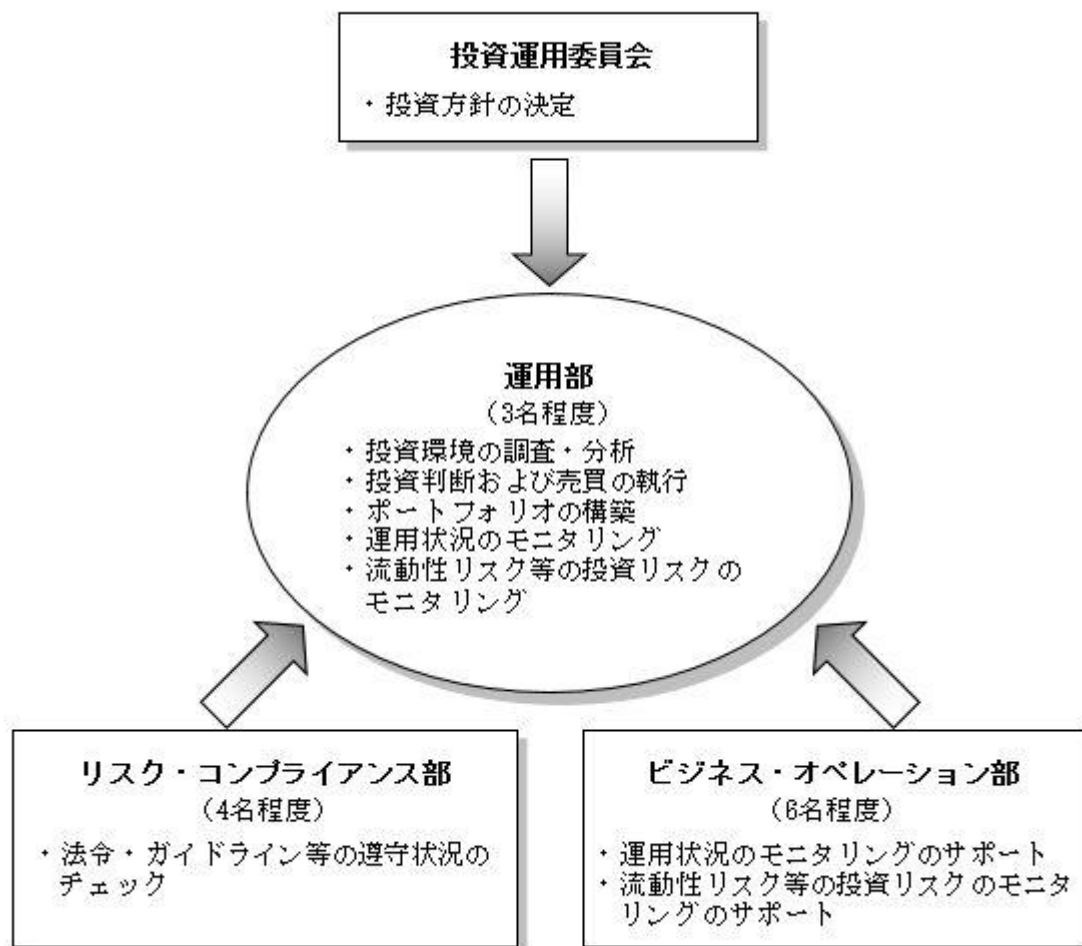 投資運用委員会
・投資方針の決定
運用部
(3名程度)
・投資環境の調査・分析
・投資判断および売買の執行
・ポートフォリオの構築
・運用状況のモニタリング
・流動性リスク等の投資リスクの
モニタリング
リスク・コンプライアンス部
(4名程度)
・法令・ガイドライン等の遵守状況の
チェック
ビジネス・オペレーション部
(6名程度)
・運用状況のモニタリングのサポート
・流動性リスク等の投資リスクのモニタ
リングのサポート